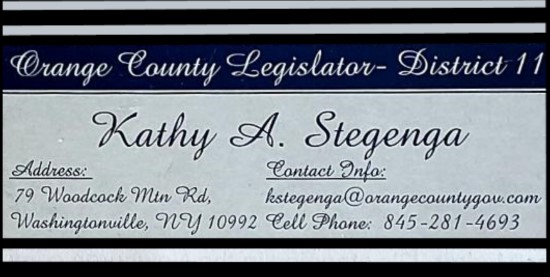 Orange County Legislator- District 11
Kathy A. Stegenga
Address:
79 Woodcock Mtn Rd,
Washingtonville, NY 10992
Contact Info:
kstegenga@orangecountygov.com
Cell Phone: 845-281-4693